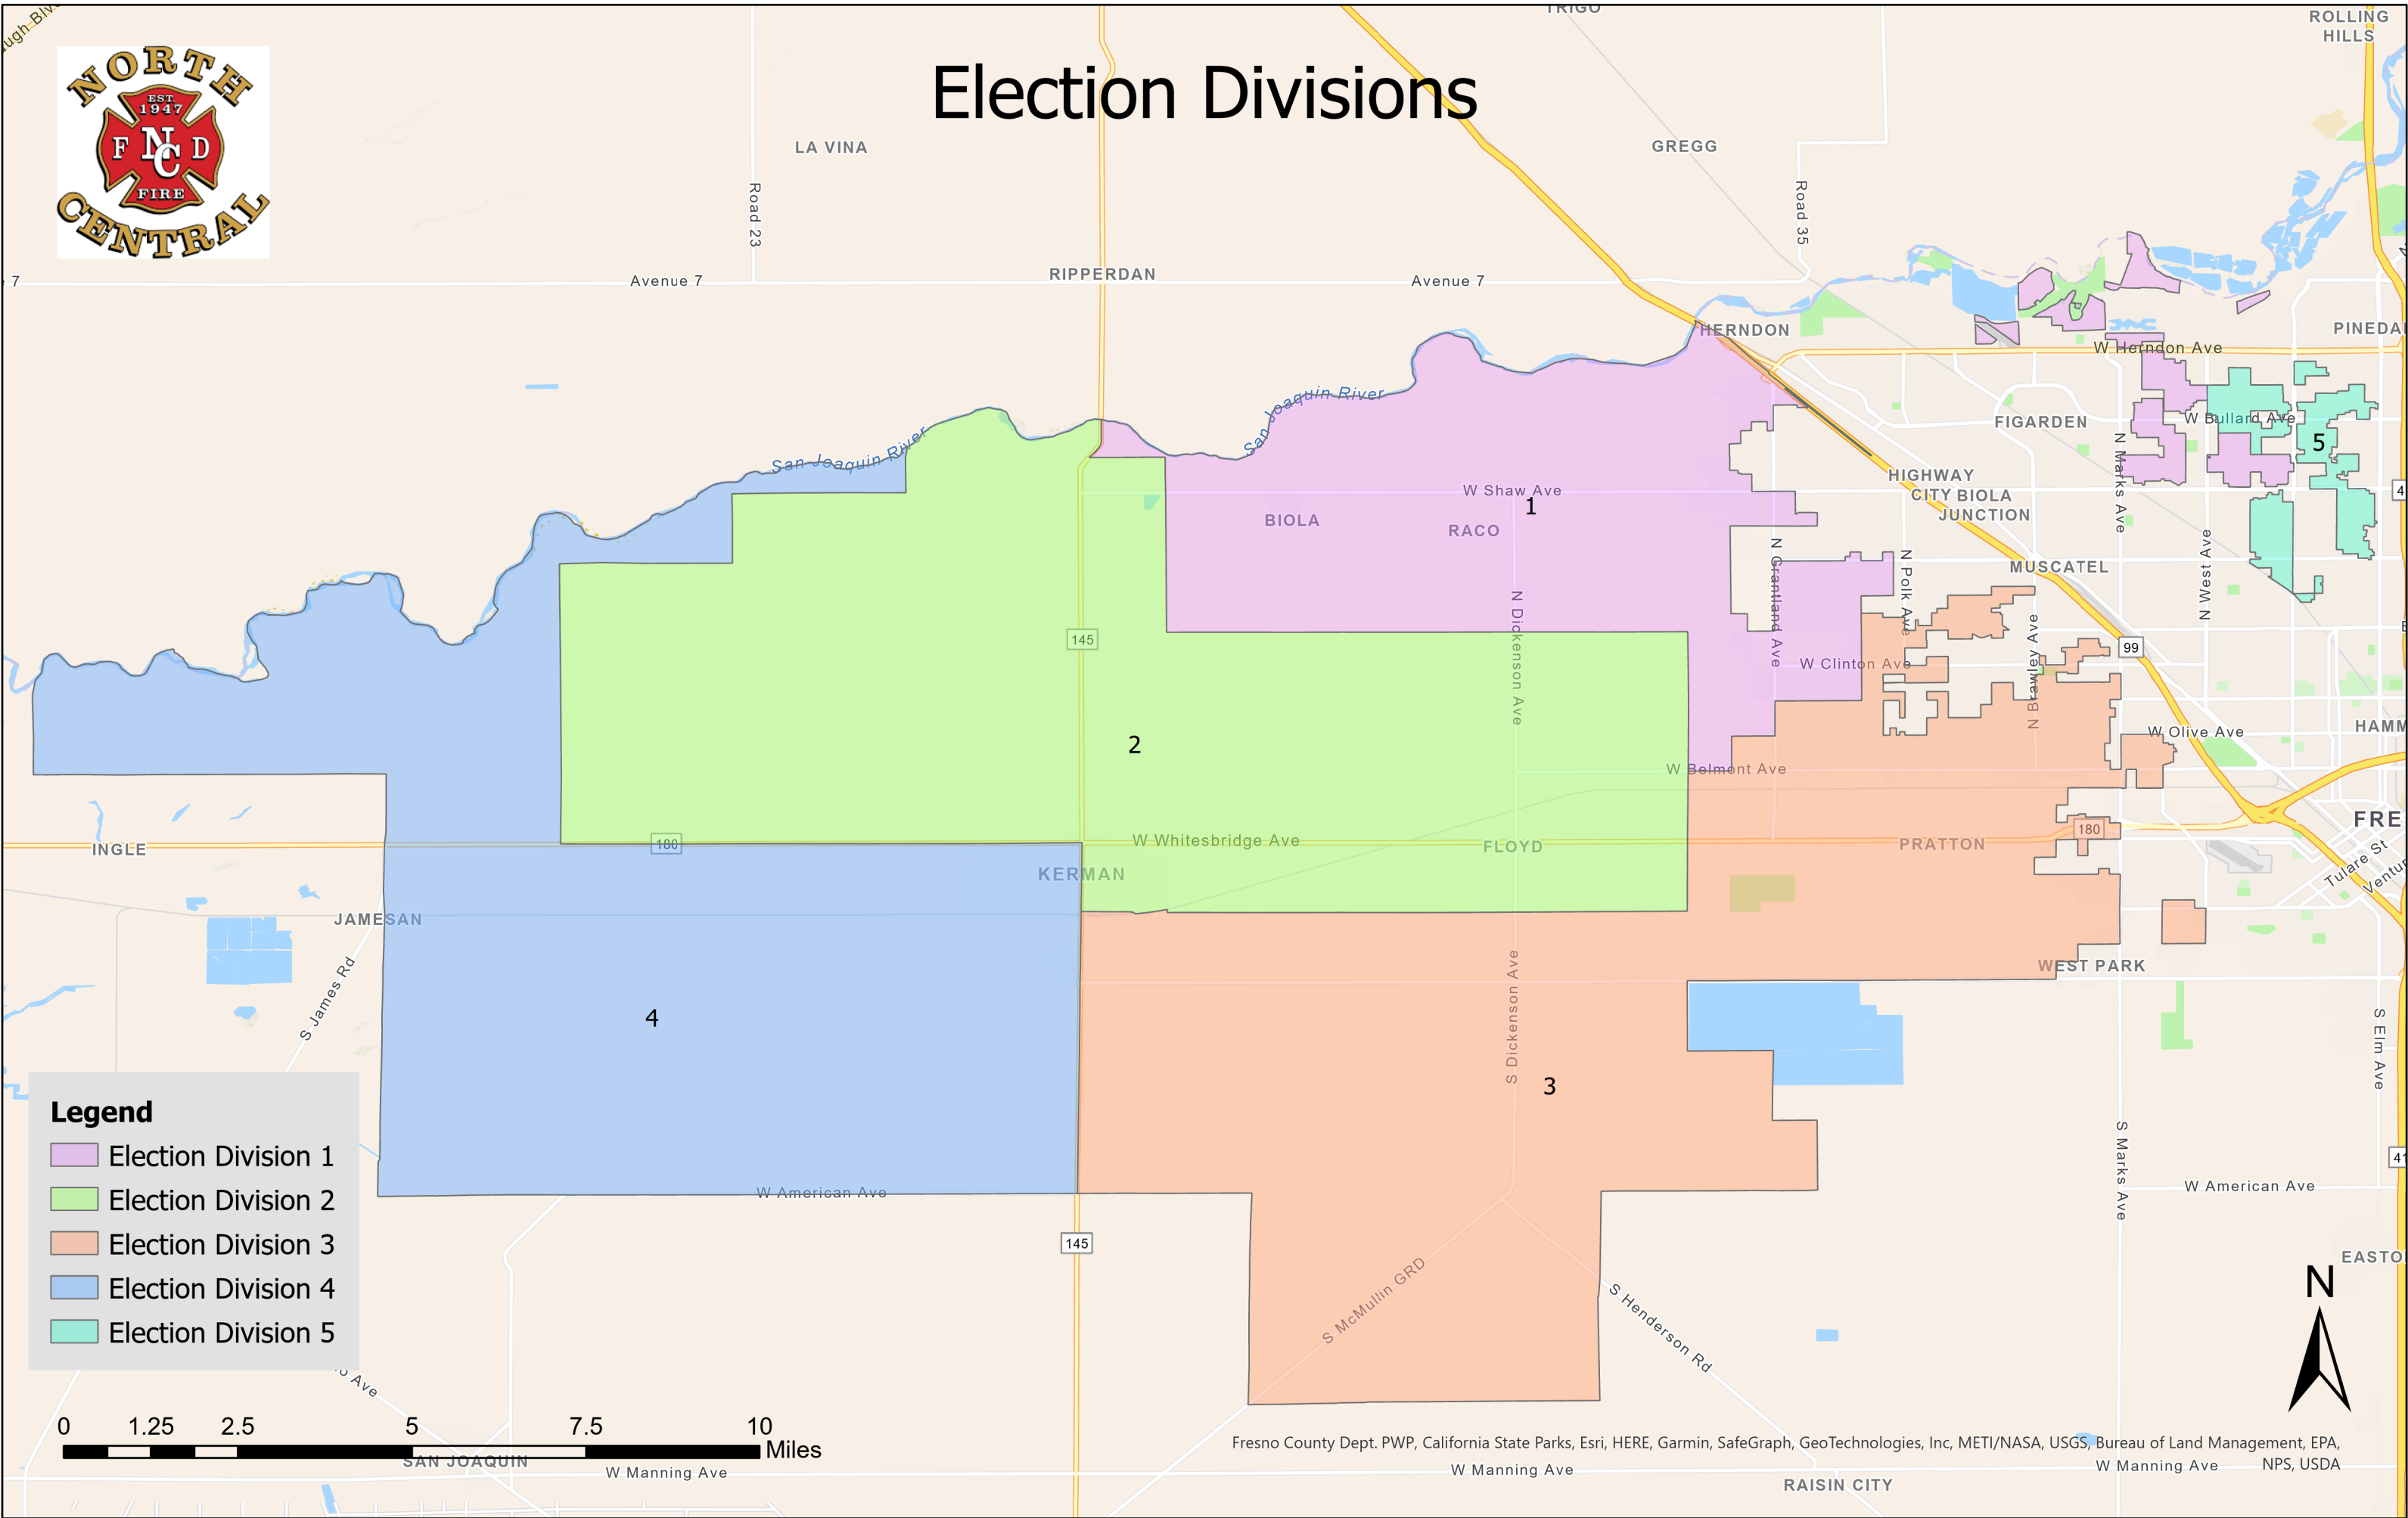 Election Divisions
NORTH
EST.
1947
F NC D
FIRE
CENTRAL
TRIGO
ROLLING
HILLS
LA VINA
GREGG
Road 23
Road 35
Avenue 7
RIPPERDAN
Avenue 7
HERNDON
W Herndon Ave
San Joaquin River
San Joaquin River
FIGARDEN
W Bullard Ave
5
N Marks Ave
HIGHWAY
CITY
BIOLA
JUNCTION
W Shaw Ave
1
BIOLA
RACO
MUSCATEL
N Grantland Ave
N Polk Ave
N West Ave
N Dickenson Ave
N Brawley Ave
145
99
W Clinton Ave
W Olive Ave
2
W Belmont Ave
INGLE
180
W Whitesbridge Ave
FLOYD
PRATTON
180
KERMAN
Tulare St
JAMESAN
S James Rd
WEST PARK
S Dickenson Ave
S Elm Ave
4
3
S Marks Ave
W American Ave
W American Ave
145
41
S McMullin GRD
S Henderson Rd
N
Legend
Election Division 1
Election Division 2
Election Division 3
Election Division 4
Election Division 5
0 1.25 2.5 5 7.5 10
Miles
SAN JOAQUIN
W Manning Ave
W Manning Ave
W Manning Ave
RAISIN CITY
Fresno County Dept. PWP, California State Parks, Esri, HERE, Garmin, SafeGraph, GeoTechnologies, Inc, METI/NASA, USGS, Bureau of Land Management, EPA,
NPS, USDA